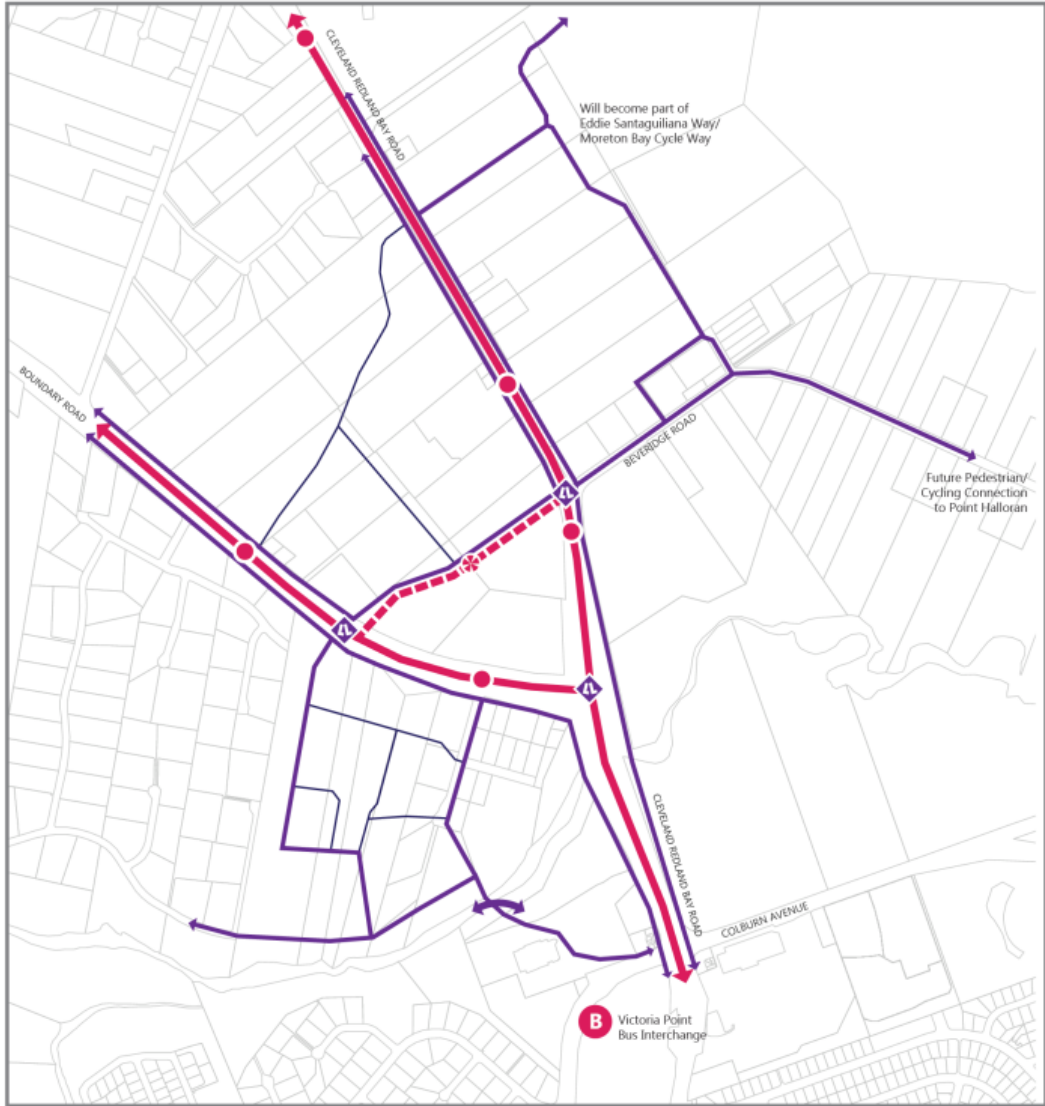 CLEVELAND REDLAND BAY ROAD
Will become part of
Eddie Santaguiliana Way/
Moreton Bay Cycle Way
BOUNDARY ROAD
BEVERIDGE ROAD
Future Pedestrian/
Cycling Connection
to Point Halloran
CLEVELAND REDLAND BAY ROAD
COLBURN AVENUE
B
Victoria Point
Bus Interchange